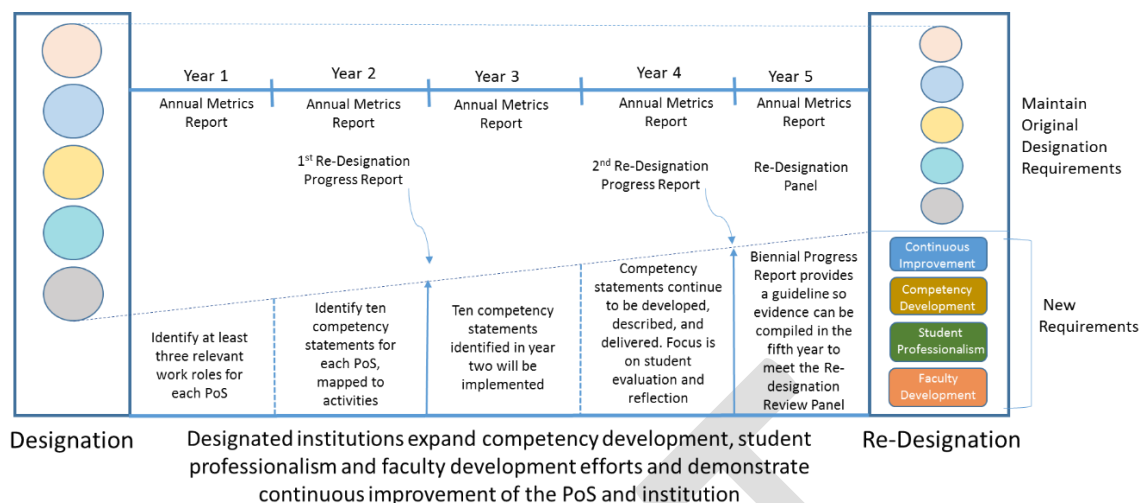 Year 1
Year 2
Year 3
Year 4
Year 5
Annual Metrics
Report
Annual Metrics
Report
Annual Metrics
Report
Annual Metrics
Report
Annual Metrics
Report
1st Re-Designation
Progress Report
2nd Re-Designation
Progress Report
Re-Designation
Panel
Maintain
Original
Designation
Requirements
Identify at least
three relevant
work roles for
each PoS
Identify ten
competency
statements for
each PoS,
mapped to
activities
Ten competency
statements
identified in year
two will be
implemented
Competency
statements continue
to be developed,
described, and
delivered. Focus is
on student
evaluation and
reflection
Biennial Progress
Report provides
a guideline so
evidence can be
compiled in the
fifth year to
meet the Re-
designation
Review Panel
Continuous
Improvement
Competency
Development
Student
Professionalism
Faculty
Development
New
Requirements
Designation
Designated institutions expand competency development, student
professionalism and faculty development efforts and demonstrate
continuous improvement of the PoS and institution
Re-Designation